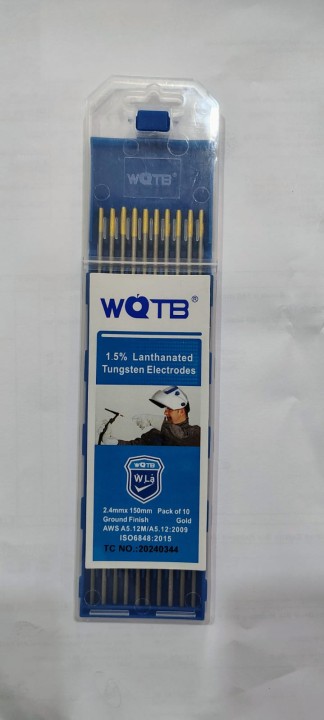 WQTB
WQTB®
1.5% Lanthanated
Tungsten Electrodes
WQTB
2.4mmx 150mm Pack of 10
Ground Finish Gold
AWS A5.12M/A5.12:2009
ISO6848:2015
TC NO.:20240344